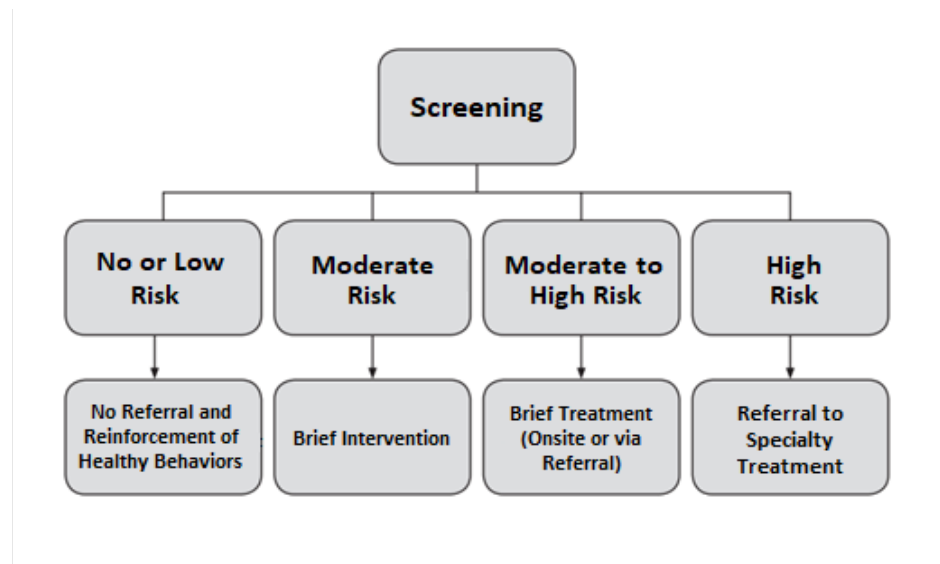 Screening
No or Low
Risk
Moderate
Risk
Moderate to
High Risk
High
Risk
No Referral and
Reinforcement of
Healthy Behaviors
Brief Intervention
Brief Treatment
(Onsite or via
Referral)
Referral to
Specialty
Treatment